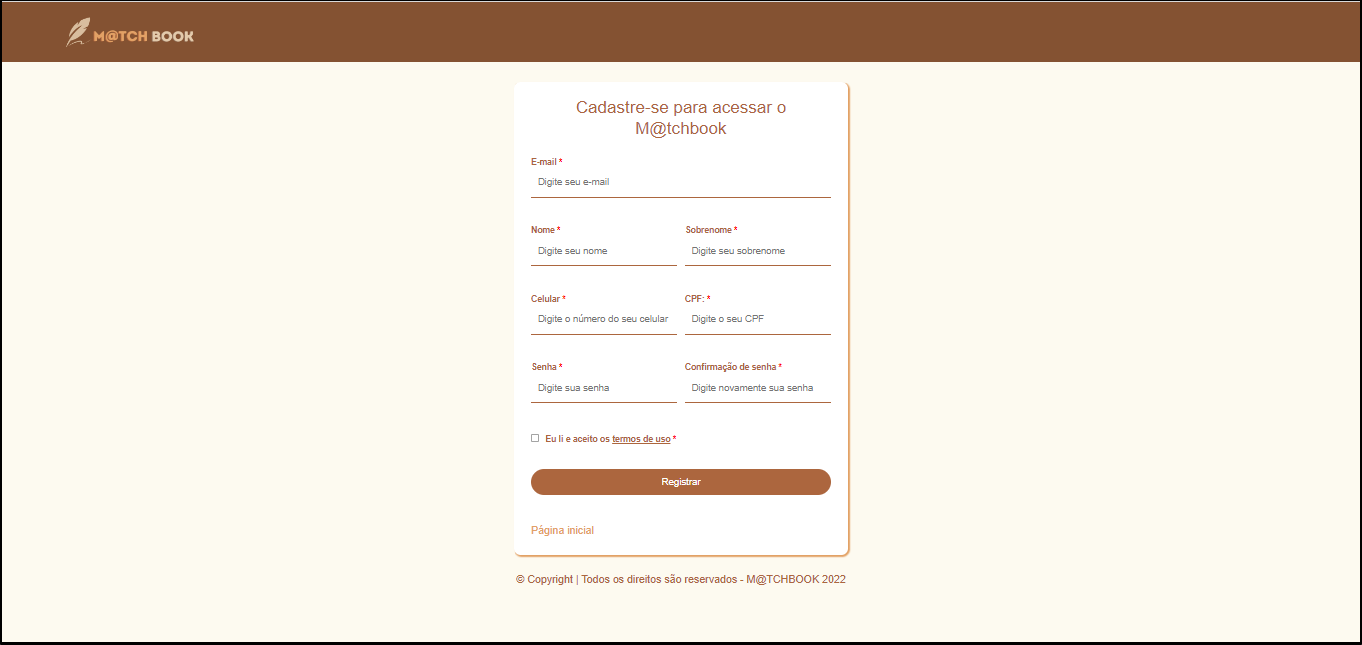 M@TCH BOOK
Cadastre-se para acessar o
M@tchbook
E-mail *
Digite seu e-mail
Nome * Sobrenome *
Digite seu nome Digite seu sobrenome
Celular * CPF: *
Digite o número do seu celular Digite o seu CPF
Senha * Confirmação de senha *
Digite sua senha Digite novamente sua senha
Eu li e aceito os termos de uso *
Registrar
Página inicial
© Copyright | Todos os direitos são reservados - M@TCHBOOK 2022